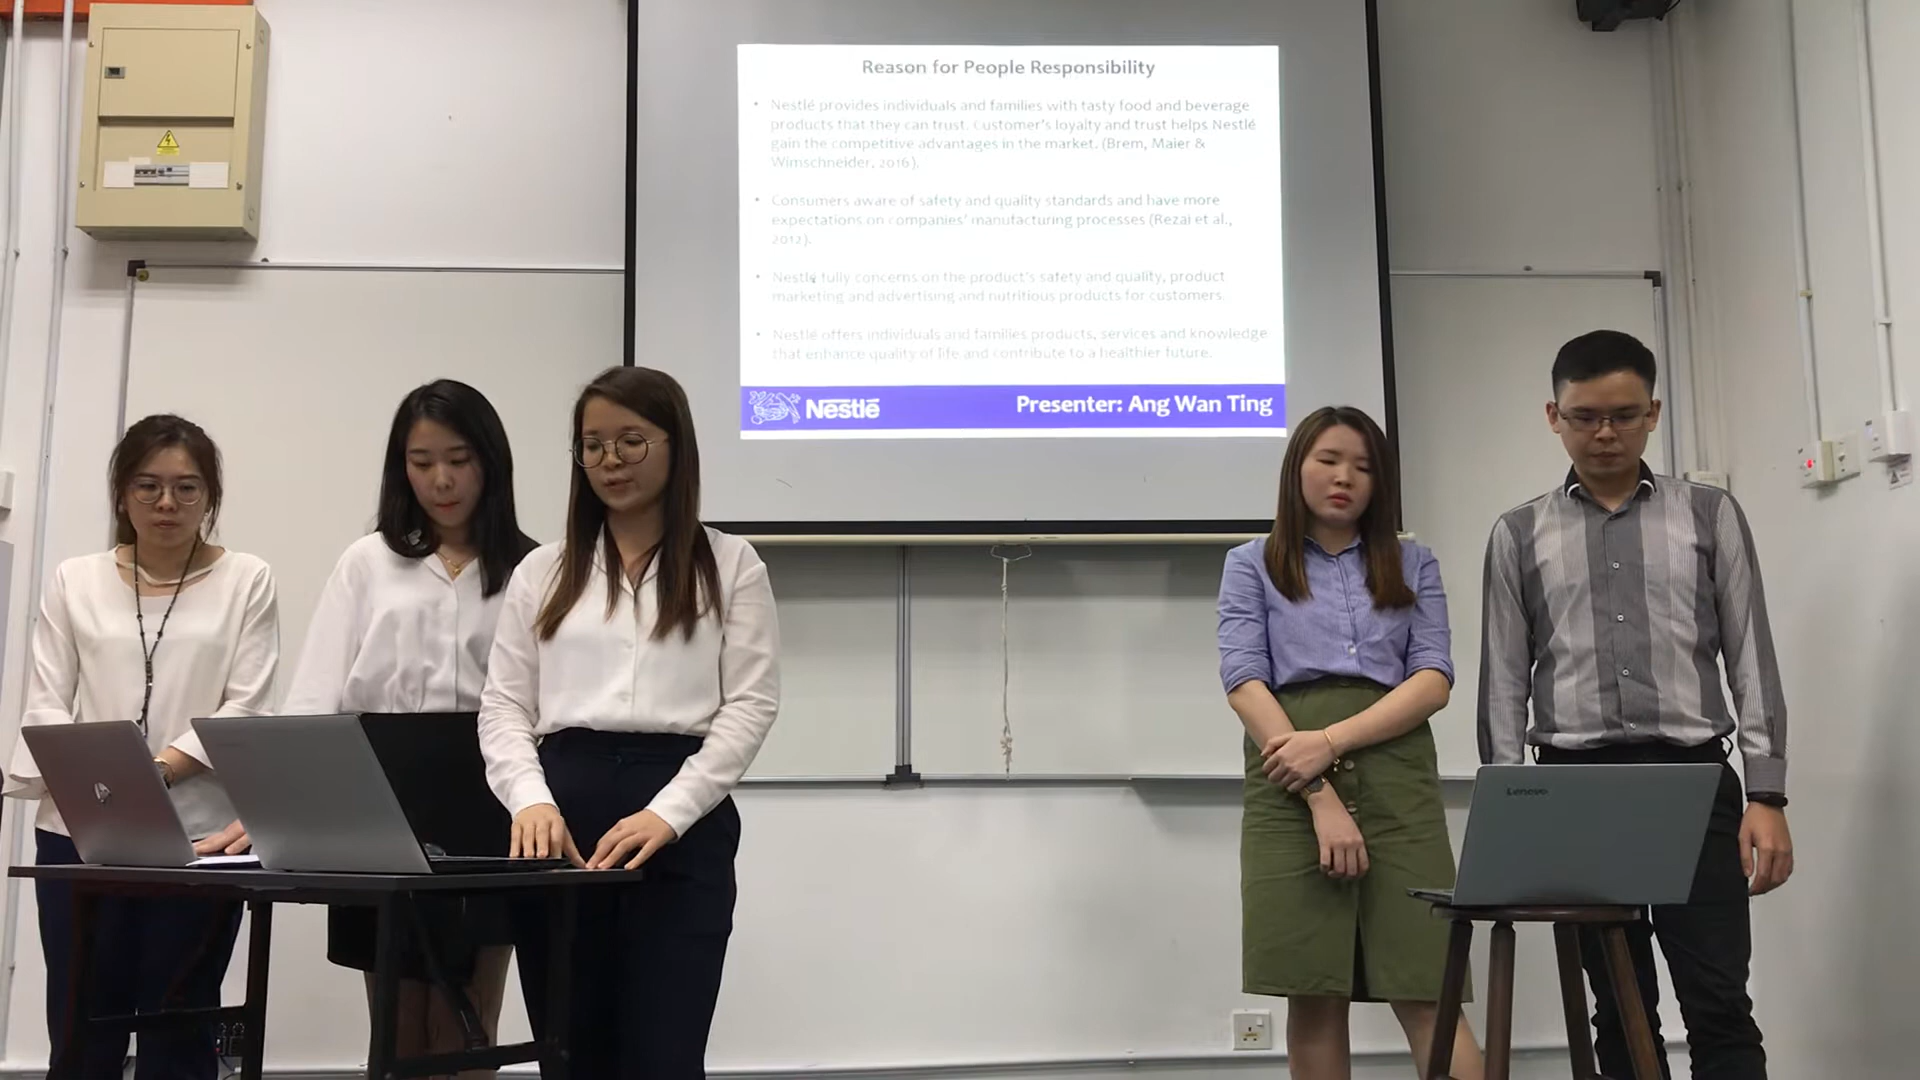 Reason for People Responsibility
• Nestlé provides individuals and families with tasty food and beverage
products that they can trust. Customer's loyalty and trust helps Nestlé
gain the competitive advantages in the market. (Brem, Maier &
Wimschneider, 2016).
• Consumers aware of safety and quality standards and have more
expectations on companies' manufacturing processes (Rezai et al.,
2012).
• Nestlé fully concerns on the product's safety and quality, product
marketing and advertising and nutritious products for customers.
• Nestlé offers individuals and families products, services and knowledge
that enhance quality of life and contribute to a healthier future.
Nestlé
Presenter: Ang Wan Ting
Lenovo